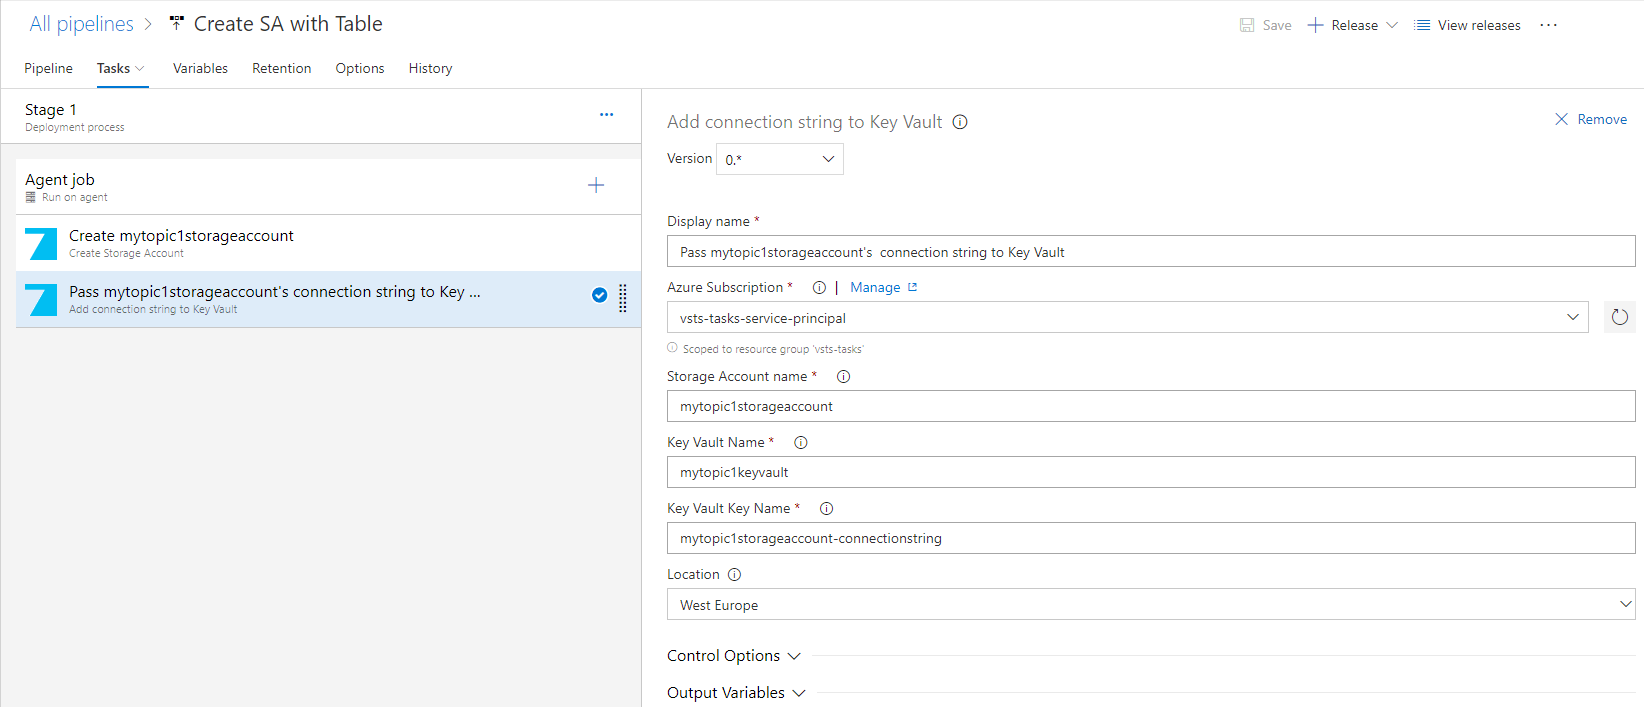 All pipelines > Create SA with Table
Save Release View releases ...
Pipeline Tasks Variables Retention Options History
Stage 1
Deployment process
...
Agent job
Run on agent
Create mytopic1storageaccount
Create Storage Account
Pass mytopic1storageaccount's connection string to Key ...
Add connection string to Key Vault
Add connection string to Key Vault
Remove
Version 0.*
Display name *
Pass mytopic1storageaccount's  connection string to Key Vault
Azure Subscription * | Manage
vsts-tasks-service-principal
Scoped to resource group 'vsts-tasks'
Storage Account name *
mytopic1storageaccount
Key Vault Name *
mytopic1keyvault
Key Vault Key Name *
mytopic1storageaccount-connectionstring
Location
West Europe
Control Options
Output Variables